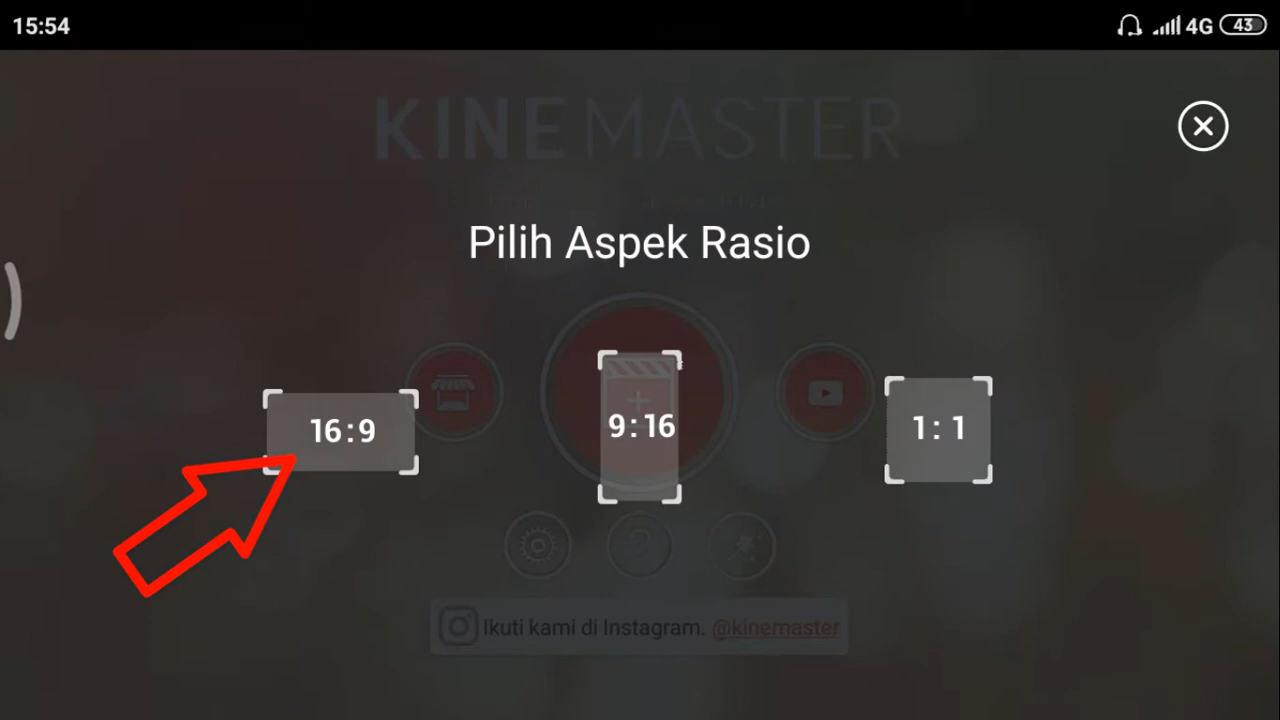 15:54
4G 43
KINEMASTER
Pilih Aspek Rasio
16:9
9:16
1:1
Ikuti kami di Instagram. @kinemaster